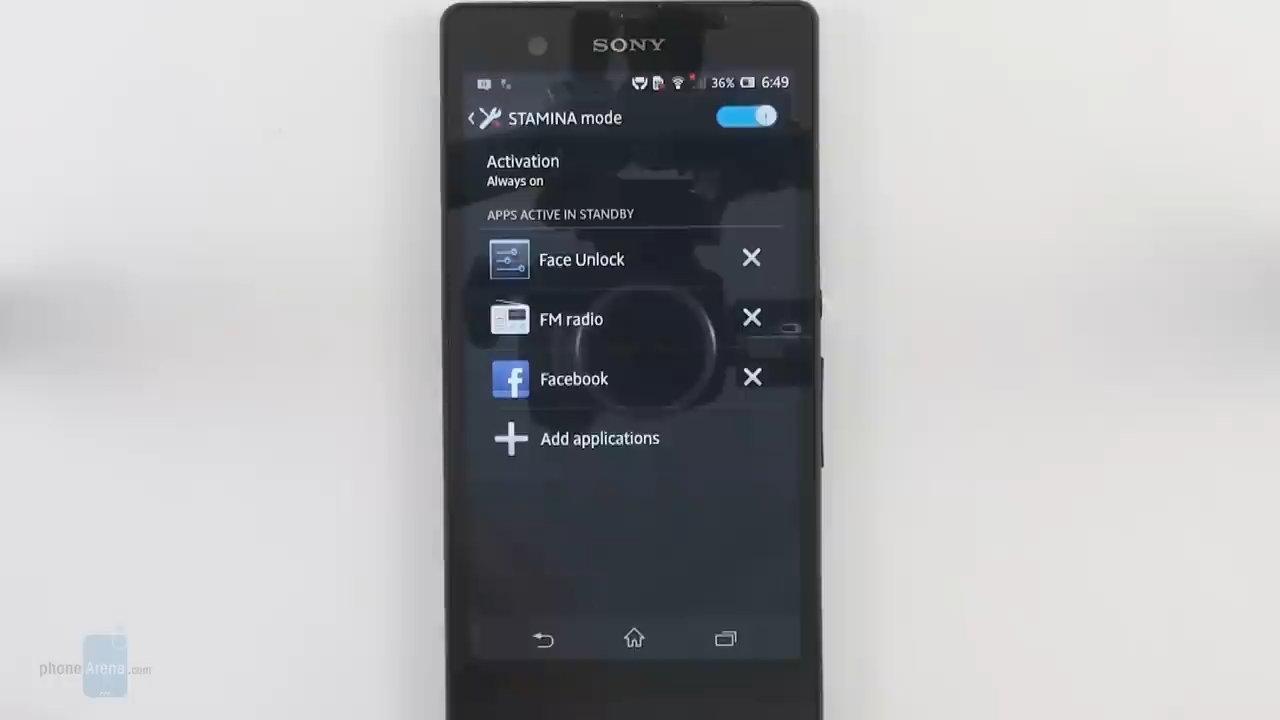 SONY
36% 6:49
STAMINA mode
Activation
Always on
APPS ACTIVE IN STANDBY
Face Unlock
FM radio
Facebook
Add applications
phoneArena.com